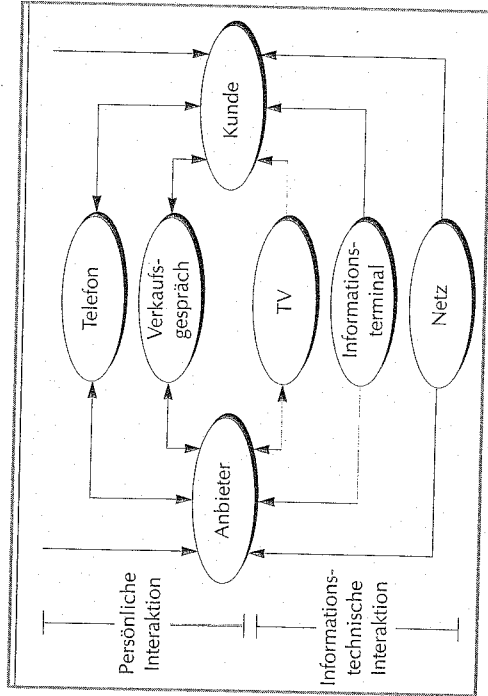 Persönliche
Interaktion
Informations-
technische
Interaktion
Anbieter
Telefon
Verkaufs-
gespräch
TV
Informations-
terminal
Netz
Kunde